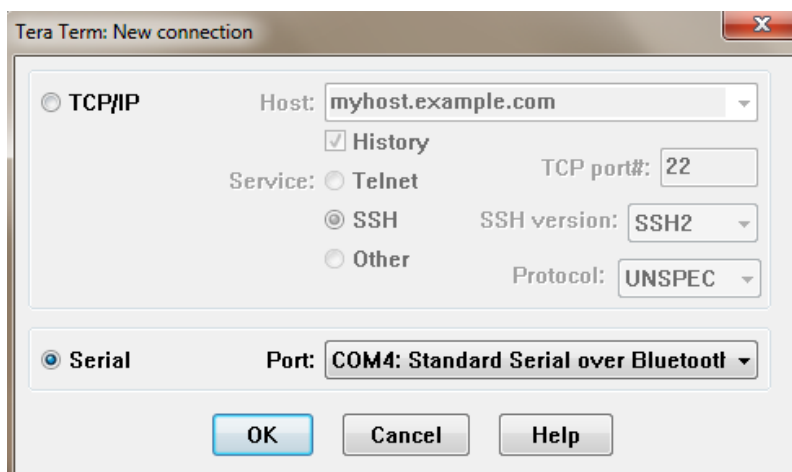 Tera Term: New connection
TCP/IP Host: myhost.example.com
History
Service: Telnet TCP port#: 22
SSH SSH version: SSH2
Other Protocol: UNSPEC
Serial Port: COM4: Standard Serial over Bluetooth
OK Cancel Help